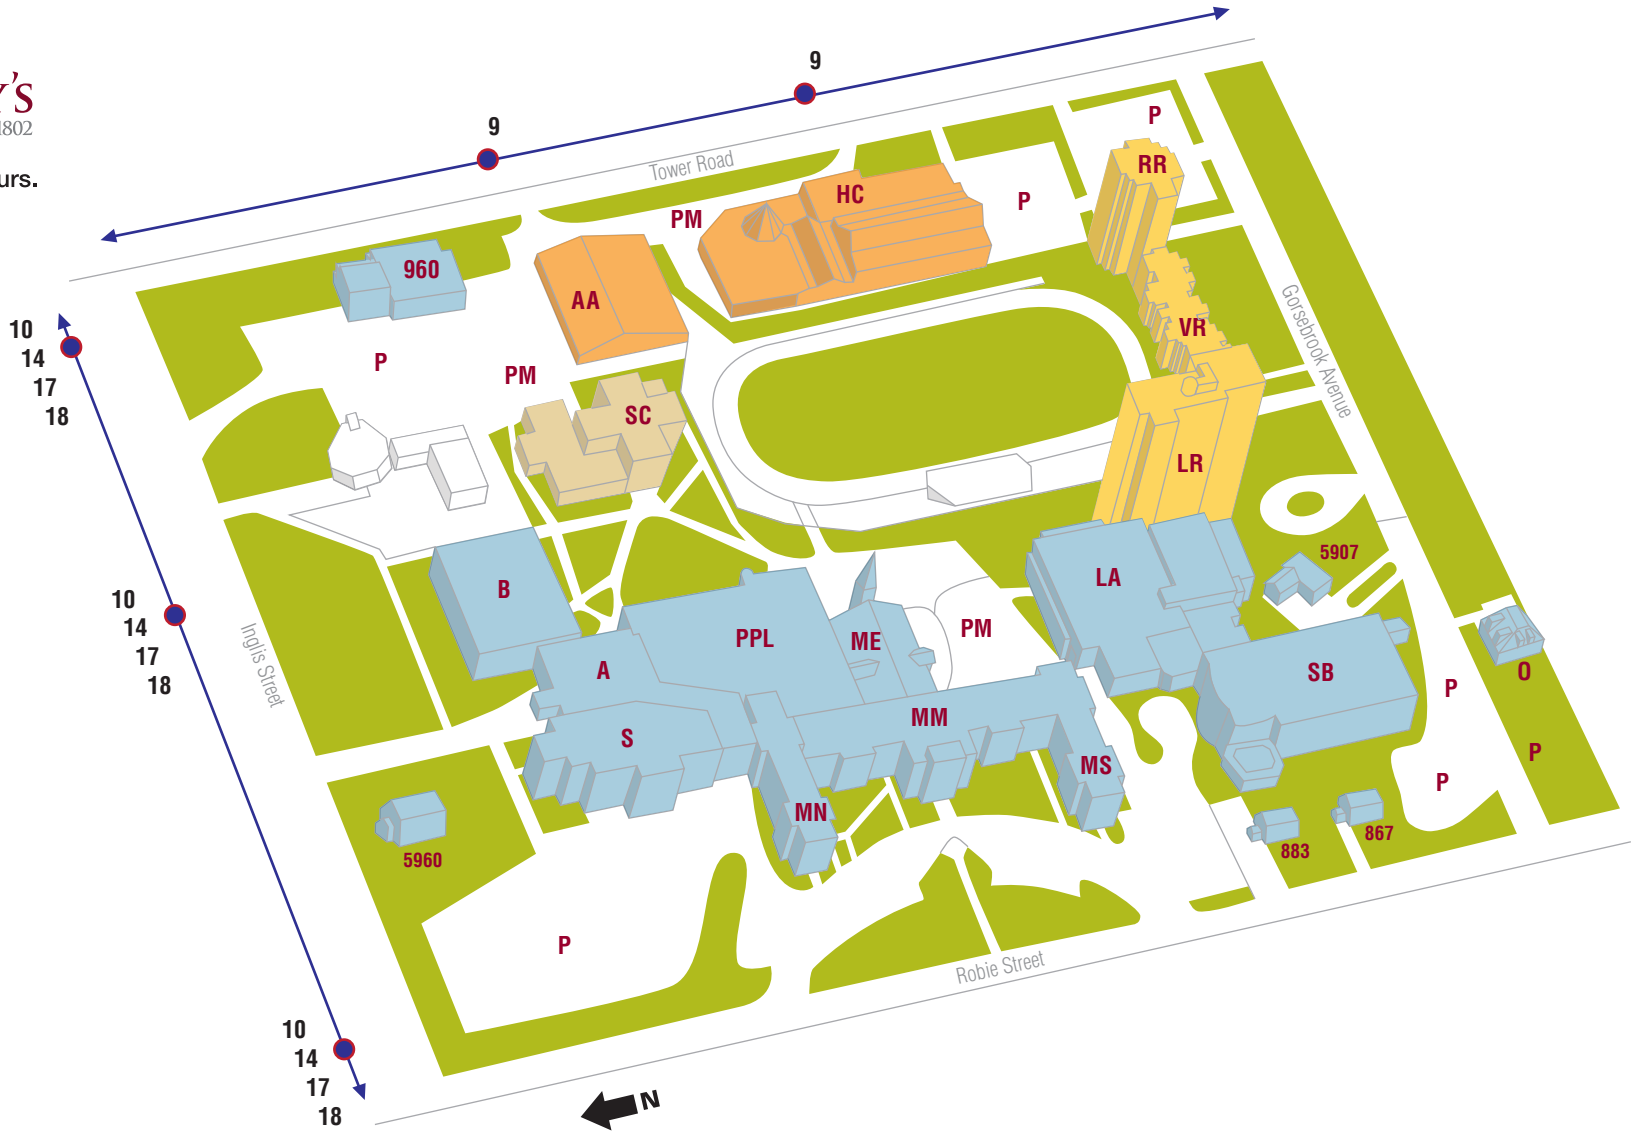 Y'S
1802
urs.
9
9
Tower Road
P
RR
HC
P
PM
960
AA
VR
Gorsebrook Avenue
10
14
17
18
P
PM
SC
LR
5907
B
LA
10
14
17
18
Inglis Street
PPL
ME
PM
A
SB
O
P
S
MM
P
MS
P
MN
883
867
5960
P
Robie Street
10
14
17
18
N